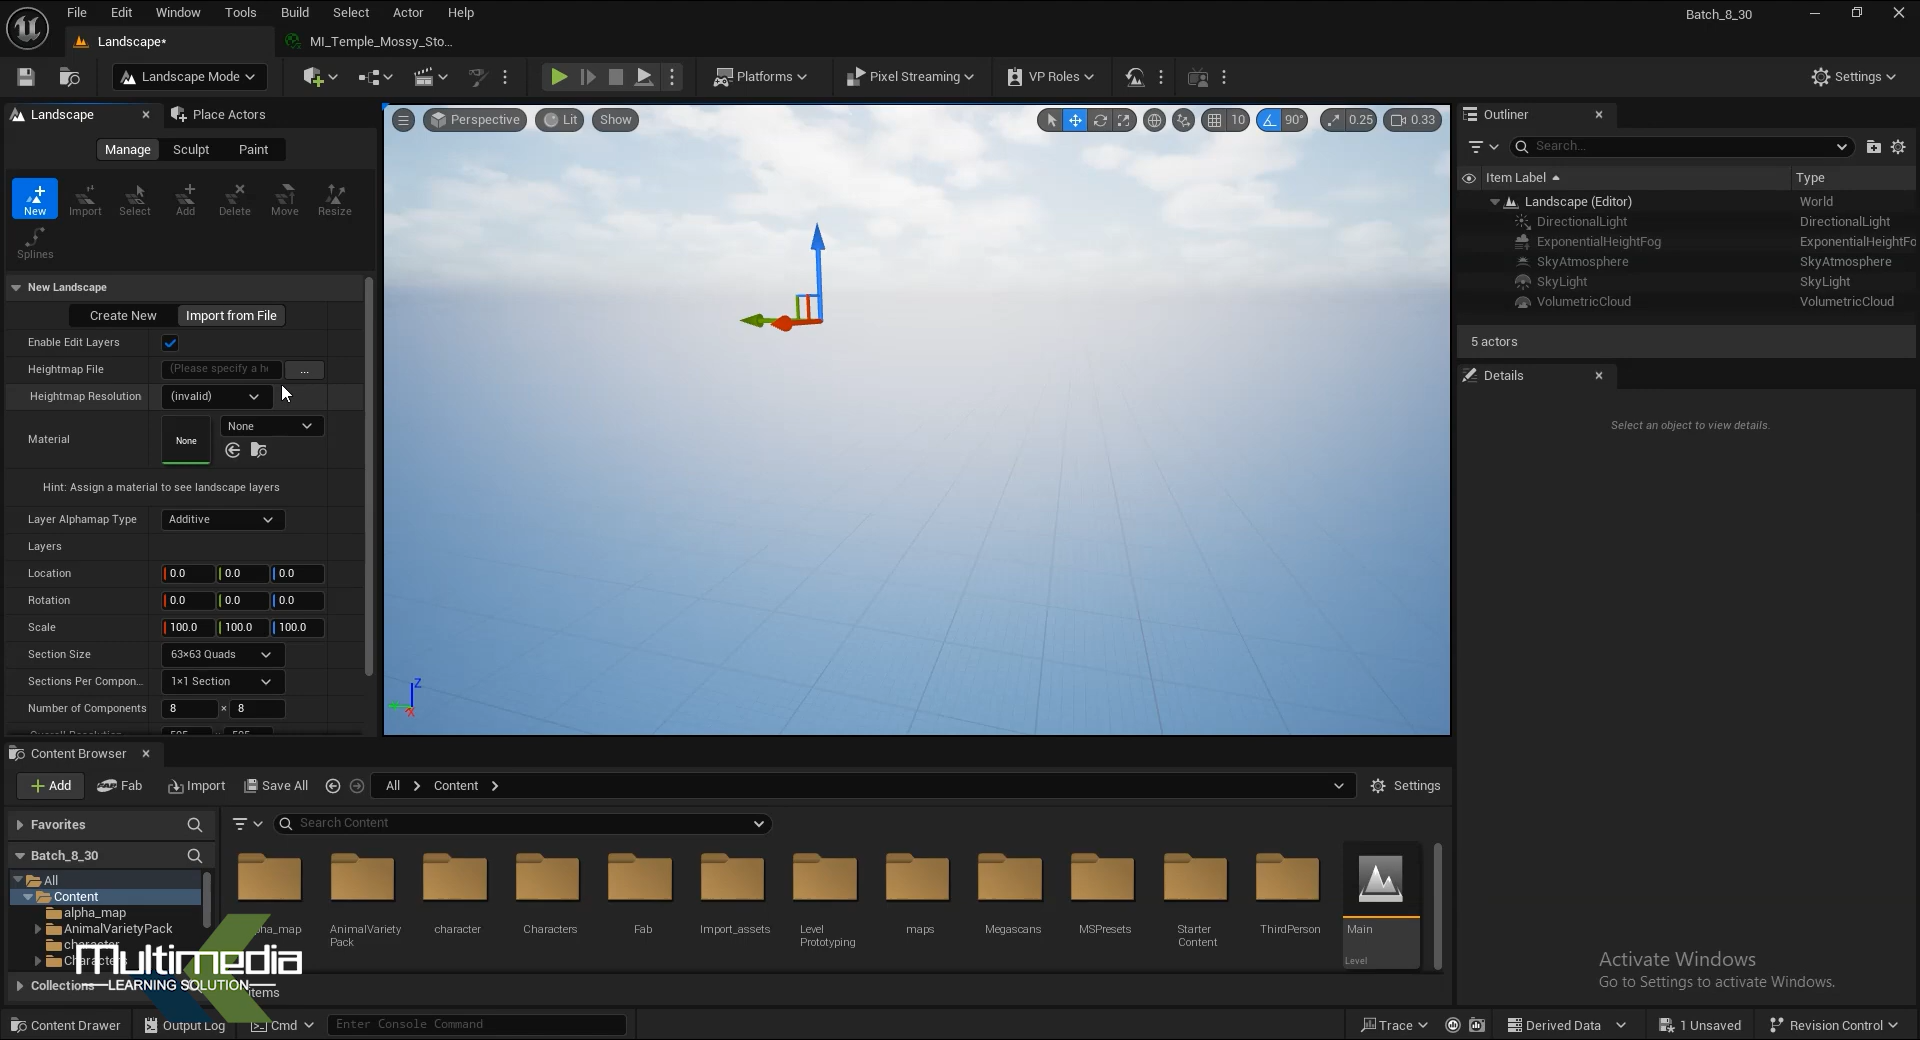 File Edit Window Tools Build Select Actor Help
Batch_8_30
Landscape*
MI_Temple_Mossy_Sto...
Landscape Mode
Platforms
Pixel Streaming
VP Roles
Settings
Landscape
Place Actors
Manage Sculpt Paint
New Import Select Add Delete Move Resize
Splines
New Landscape
Create New Import from File
Enable Edit Layers
Heightmap File (Please specify a he ...
Heightmap Resolution (invalid)
Material None None
Hint: Assign a material to see landscape layers
Layer Alphamap Type Additive
Layers
Location 0.0 0.0 0.0
Rotation 0.0 0.0 0.0
Scale 100.0 100.0 100.0
Section Size 63×63 Quads
Sections Per Compon... 1×1 Section
Number of Components 8 × 8
Perspective Lit Show
10 90° 0.25 0.33
Z
X
Outliner
Search...
Item Label Type
Landscape (Editor) World
DirectionalLight DirectionalLight
ExponentialHeightFog ExponentialHeightFo
SkyAtmosphere SkyAtmosphere
SkyLight SkyLight
VolumetricCloud VolumetricCloud
5 actors
Details
Select an object to view details.
Content Browser
Add Fab Import Save All All Content Settings
Favorites
Search Content
Batch_8_30
All
Content
alpha_map
AnimalVarietyPack
character
Character
Collections
ha_map
AnimalVariety
Pack
character
Characters
Fab
Import_assets
Level
Prototyping
maps
Megascans
MSPresets
Starter
Content
ThirdPerson
Main
Level
items
Multimedia
LEARNING SOLUTION
Activate Windows
Go to Settings to activate Windows.
Content Drawer Output Log Cmd Enter Console Command
Trace Derived Data 1 Unsaved Revision Control